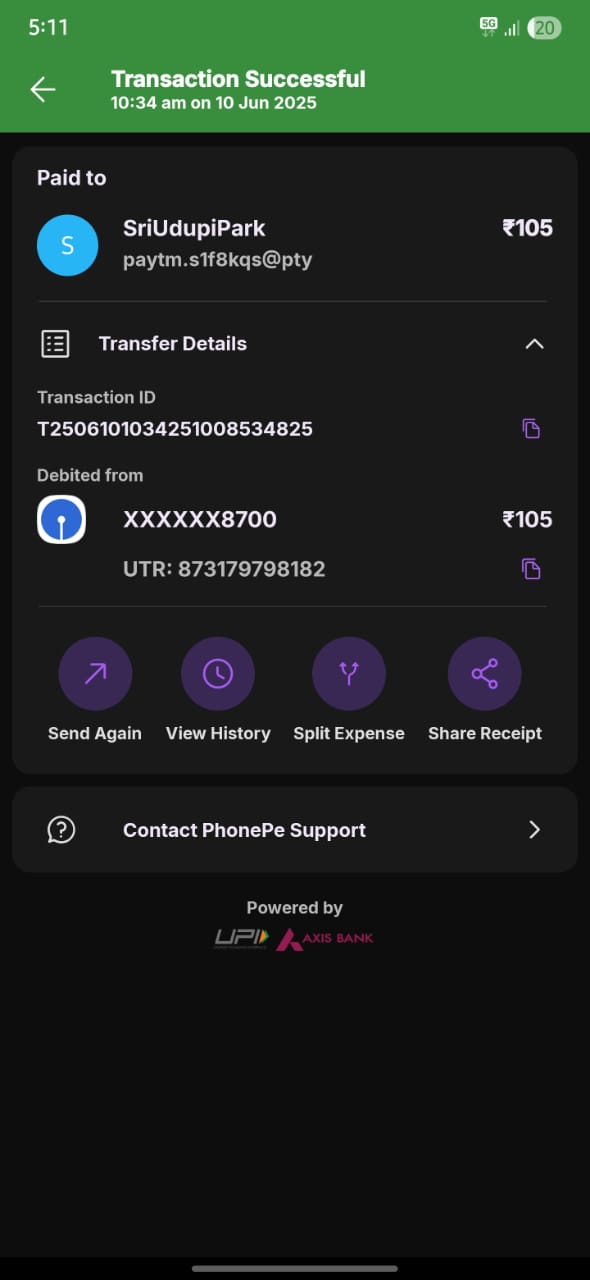 5:11
5G
20
Transaction Successful
10:34 am on 10 Jun 2025
Paid to
S
SriUdupiPark
₹105
paytm.s1f8kqs@pty
Transfer Details
Transaction ID
T2506101034251008534825
Debited from
XXXXXX8700
₹105
UTR: 873179798182
Send Again
View History
Split Expense
Share Receipt
Contact PhonePe Support
Powered by
UPI
AXIS BANK